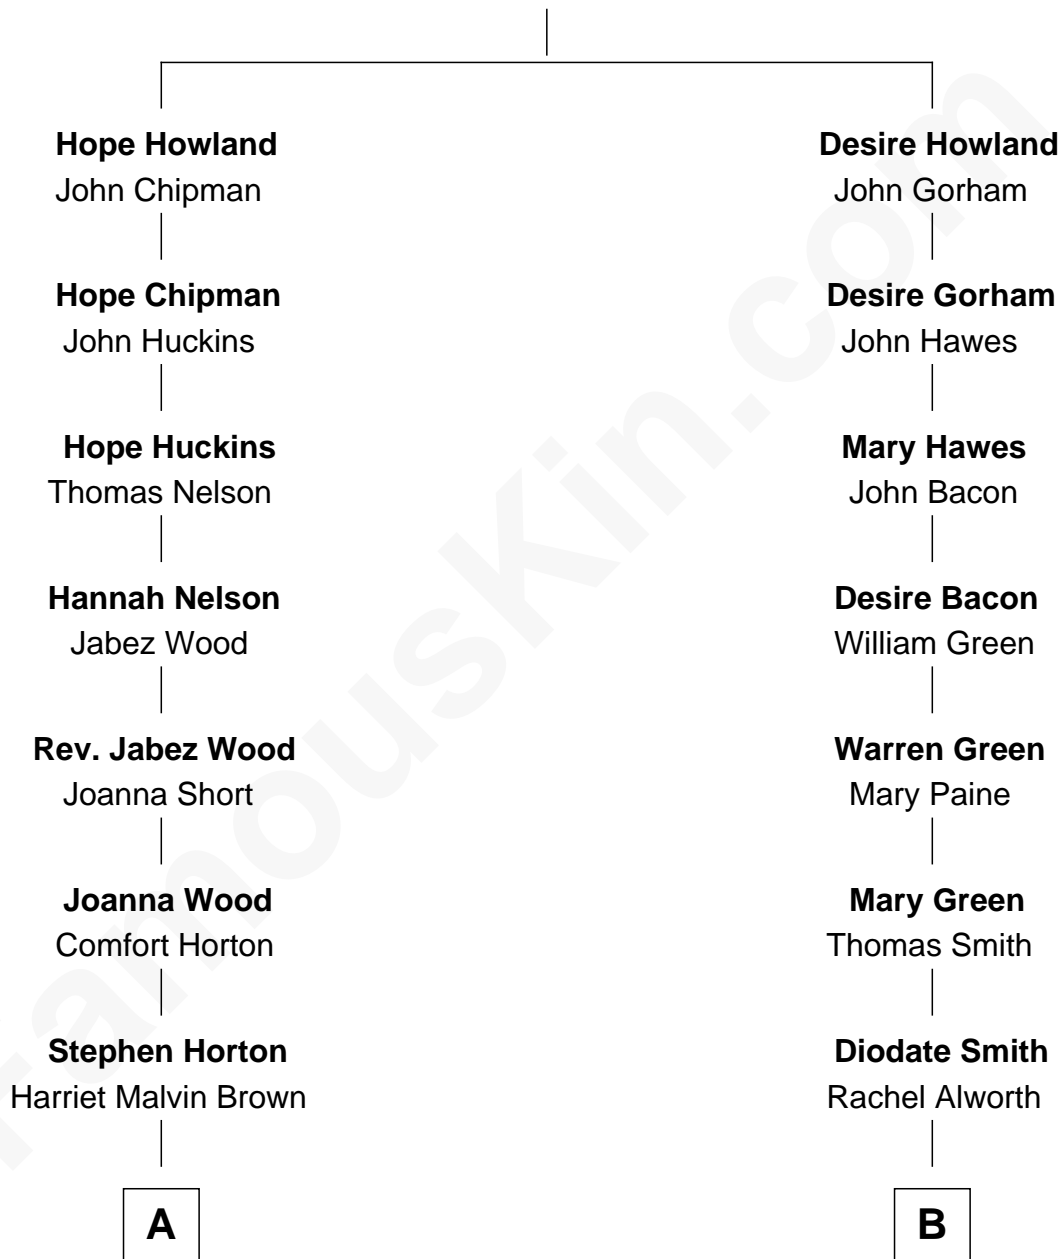 Hope Howland
John Chipman
Hope Chipman
John Huckins
Hope Huckins
Thomas Nelson
Hannah Nelson
Jabez Wood
Rev. Jabez Wood
Joanna Short
Joanna Wood
Comfort Horton
Stephen Horton
Harriet Malvin Brown
A
Desire Howland
John Gorham
Desire Gorham
John Hawes
Mary Hawes
John Bacon
Desire Bacon
William Green
Warren Green
Mary Paine
Mary Green
Thomas Smith
Diodate Smith
Rachel Alworth
B
FamousKin.com